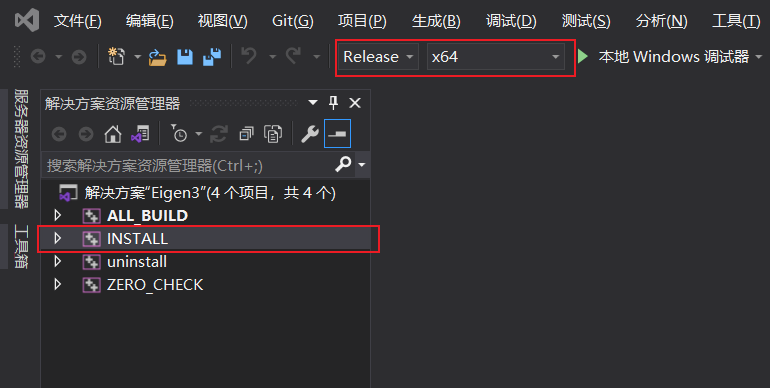 文件(F) 编辑(E) 视图(V) Git(G) 项目(P) 生成(B) 调试(D) 测试(S) 分析(N) 工具(T)
Release x64 本地 Windows 调试器
服务器资源管理器
工具箱
解决方案资源管理器
搜索解决方案资源管理器(Ctrl+;)
解决方案"Eigen3"(4 个项目，共 4 个)
ALL_BUILD
INSTALL
uninstall
ZERO_CHECK